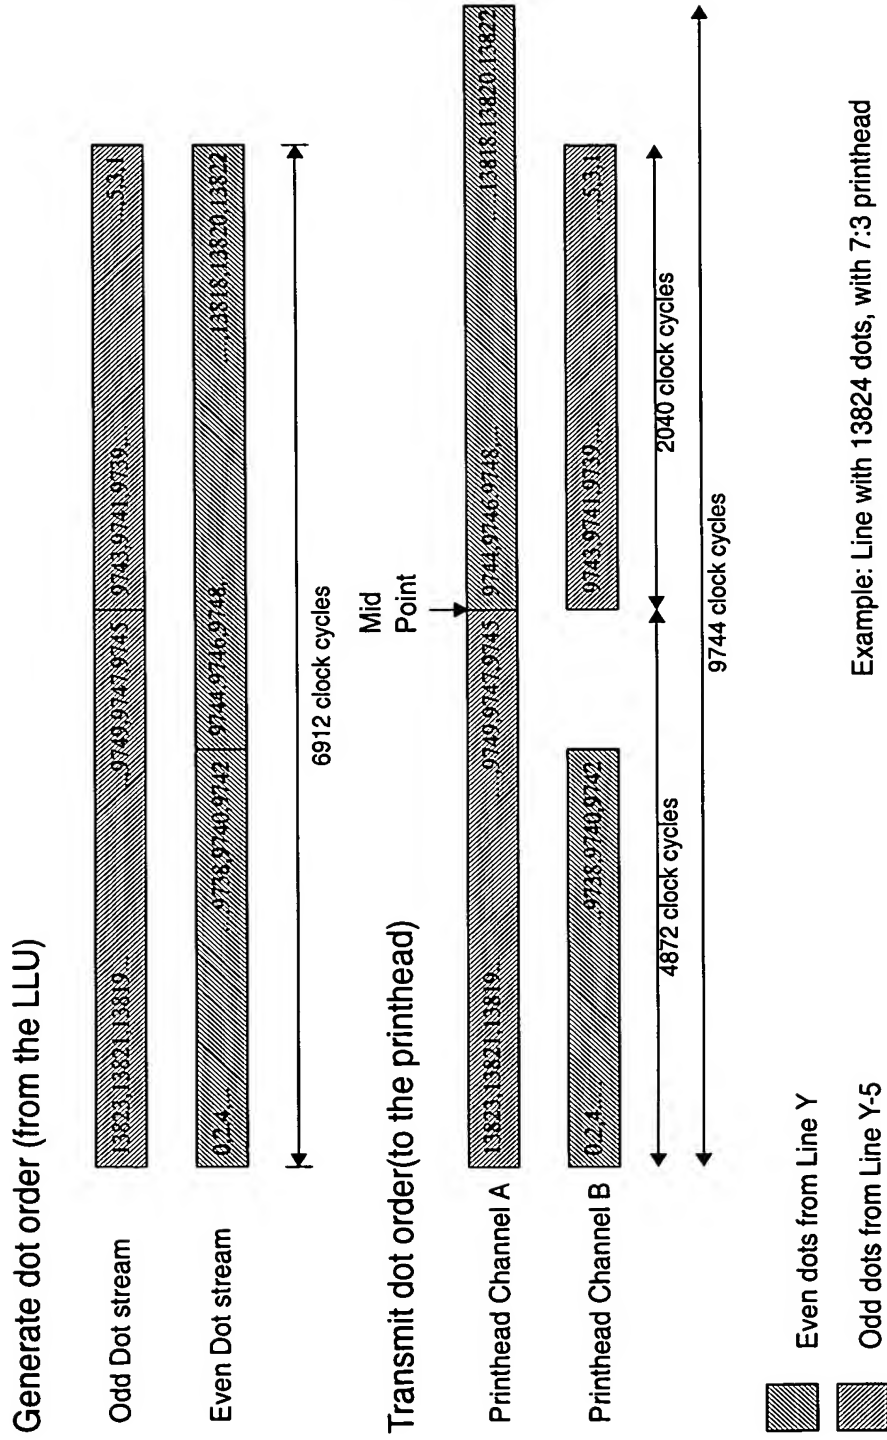 Generate dot order (from the LLU)
Odd Dot stream
13823,13821,13819... ...9749,9747,9745 9743,9741,9739... ...,5,3,1
Even Dot stream
0,2,4,... ...9738,9740,9742 9744,9746,9748, ...,13818,13820,13822
6912 clock cycles
Transmit dot order(to the printhead)
Mid
Point
Printhead Channel A
13823,13821,13819... ...,9749,9747,9745 9744,9746,9748,... ...,13818,13820,13822
Printhead Channel B
0,2,4,.... ...9738,9740,9742 9743,9741,9739,... ...,5,3,1
4872 clock cycles
2040 clock cycles
9744 clock cycles
Even dots from Line Y
Odd dots from Line Y-5
Example: Line with 13824 dots, with 7:3 printhead